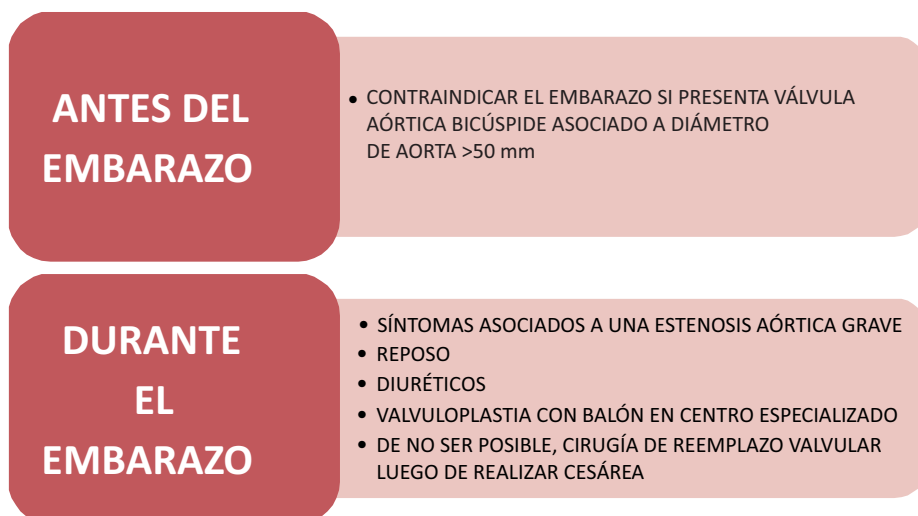 ANTES DEL
EMBARAZO
• CONTRAINDICAR EL EMBARAZO SI PRESENTA VÁLVULA
AÓRTICA BICÚSPIDE ASOCIADO A DIÁMETRO
DE AORTA >50 mm
DURANTE
EL
EMBARAZO
• SÍNTOMAS ASOCIADOS A UNA ESTENOSIS AÓRTICA GRAVE
• REPOSO
• DIURÉTICOS
• VALVULOPLASTIA CON BALÓN EN CENTRO ESPECIALIZADO
• DE NO SER POSIBLE, CIRUGÍA DE REEMPLAZO VALVULAR
LUEGO DE REALIZAR CESÁREA